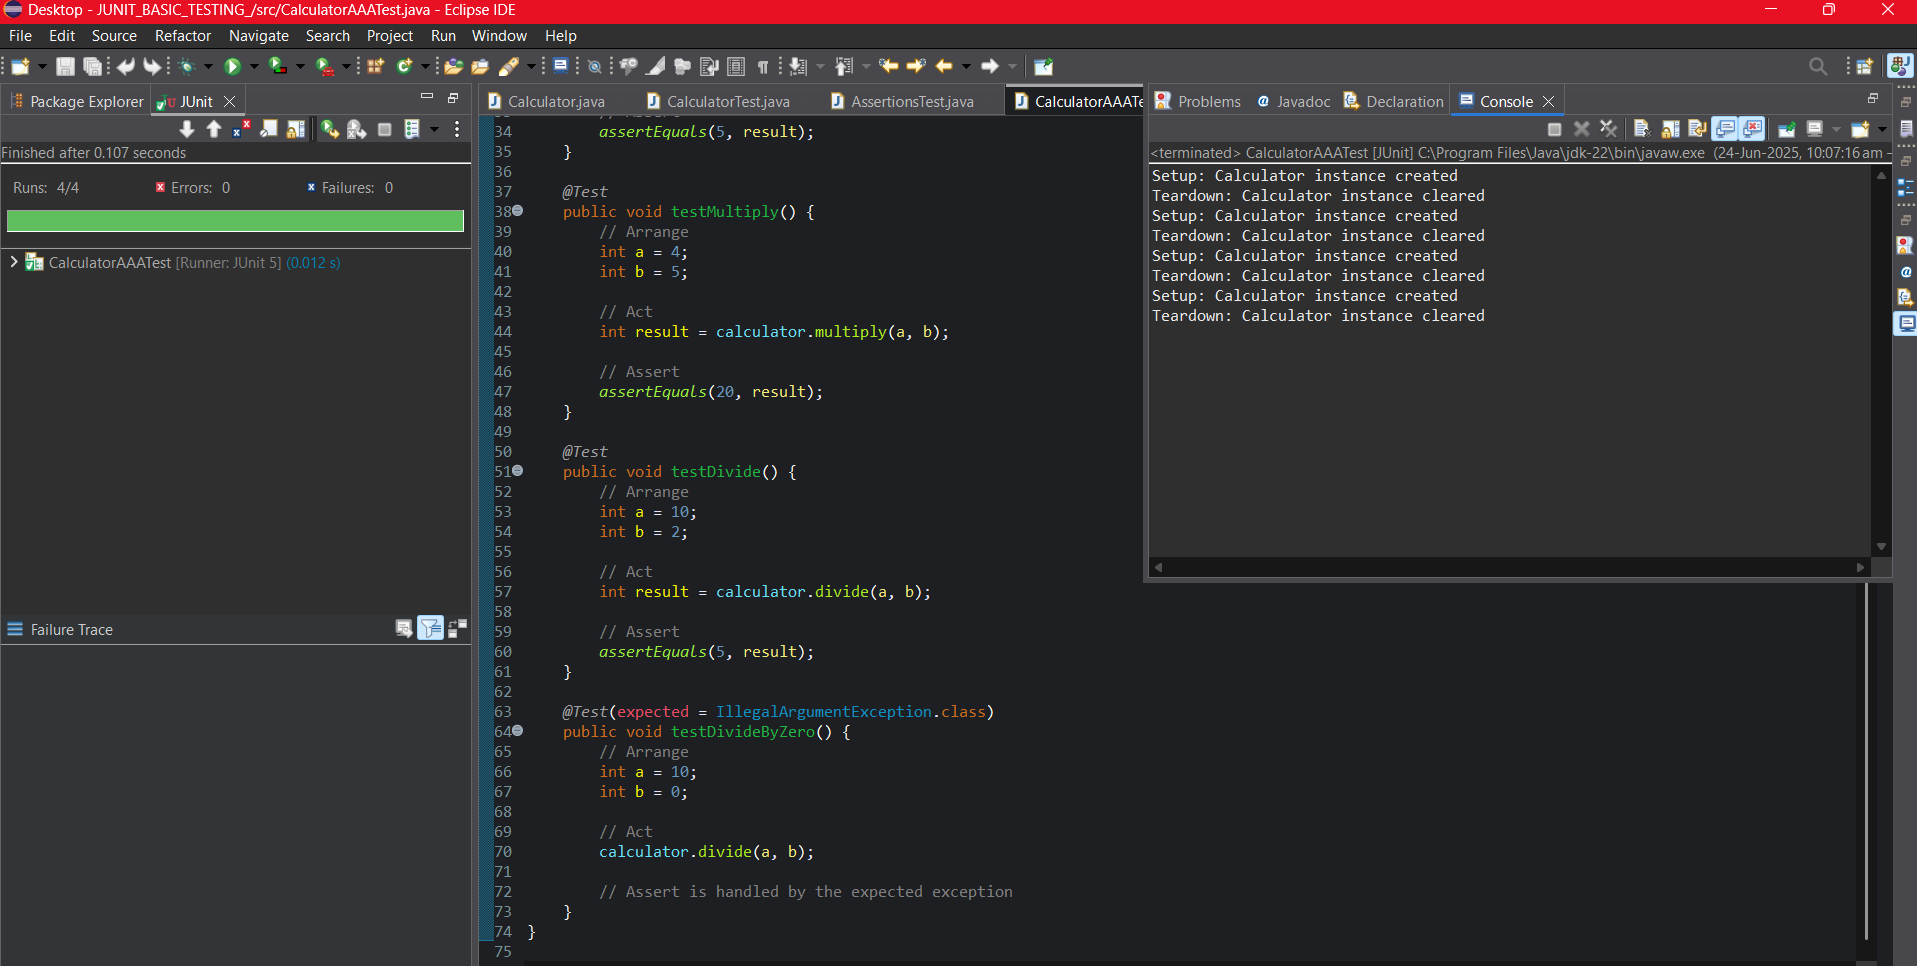 Desktop - JUNIT_BASIC_TESTING_/src/CalculatorAAATest.java - Eclipse IDE
File Edit Source Refactor Navigate Search Project Run Window Help
Package Explorer JUnit
Finished after 0.107 seconds
Runs: 4/4 Errors: 0 Failures: 0
CalculatorAAATest [Runner: JUnit 5] (0.012 s)
Failure Trace
Calculator.java CalculatorTest.java AssertionsTest.java CalculatorAAATe
34 assertEquals(5, result);
35 }
36
37 @Test
38 public void testMultiply() {
39 // Arrange
40 int a = 4;
41 int b = 5;
42
43 // Act
44 int result = calculator.multiply(a, b);
45
46 // Assert
47 assertEquals(20, result);
48 }
49
50 @Test
51 public void testDivide() {
52 // Arrange
53 int a = 10;
54 int b = 2;
55
56 // Act
57 int result = calculator.divide(a, b);
58
59 // Assert
60 assertEquals(5, result);
61 }
62
63 @Test(expected = IllegalArgumentException.class)
64 public void testDivideByZero() {
65 // Arrange
66 int a = 10;
67 int b = 0;
68
69 // Act
70 calculator.divide(a, b);
71
72 // Assert is handled by the expected exception
73 }
74 }
75
Problems Javadoc Declaration Console
<terminated> CalculatorAAATest [JUnit] C:\Program Files\Java\jdk-22\bin\javaw.exe (24-Jun-2025, 10:07:16 am –
Setup: Calculator instance created
Teardown: Calculator instance cleared
Setup: Calculator instance created
Teardown: Calculator instance cleared
Setup: Calculator instance created
Teardown: Calculator instance cleared
Setup: Calculator instance created
Teardown: Calculator instance cleared